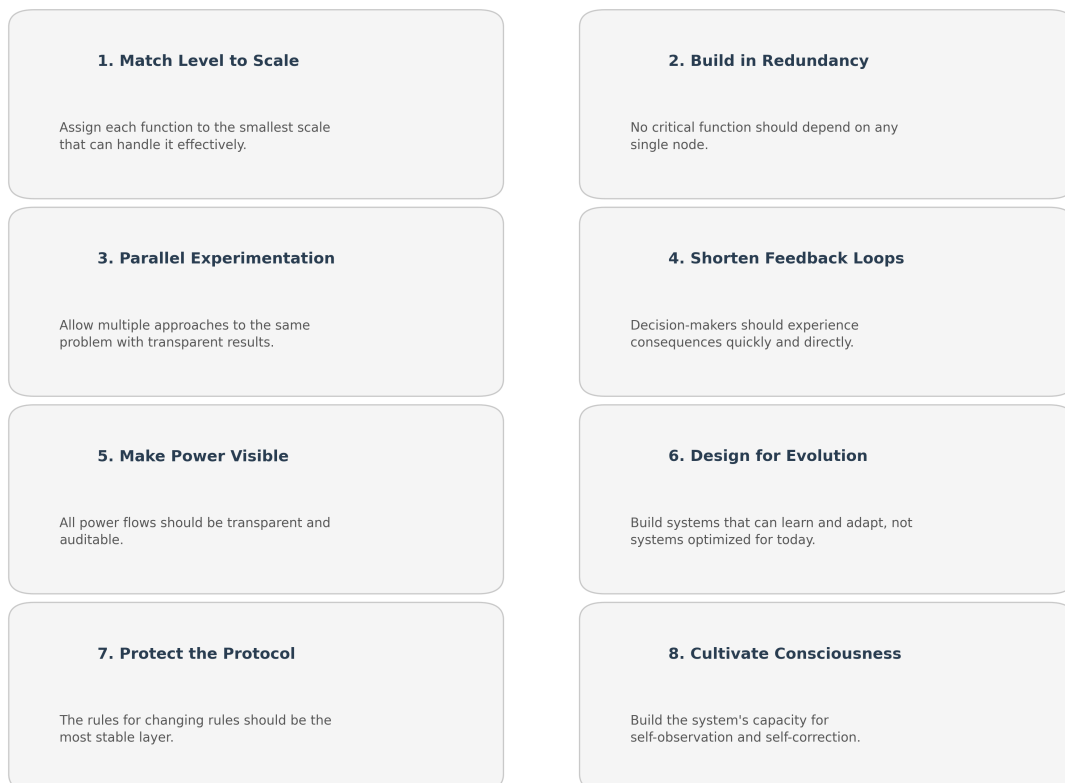 1. Match Level to Scale
Assign each function to the smallest scale
that can handle it effectively.
2. Build in Redundancy
No critical function should depend on any
single node.
3. Parallel Experimentation
Allow multiple approaches to the same
problem with transparent results.
4. Shorten Feedback Loops
Decision-makers should experience
consequences quickly and directly.
5. Make Power Visible
All power flows should be transparent and
auditable.
6. Design for Evolution
Build systems that can learn and adapt, not
systems optimized for today.
7. Protect the Protocol
The rules for changing rules should be the
most stable layer.
8. Cultivate Consciousness
Build the system's capacity for
self-observation and self-correction.